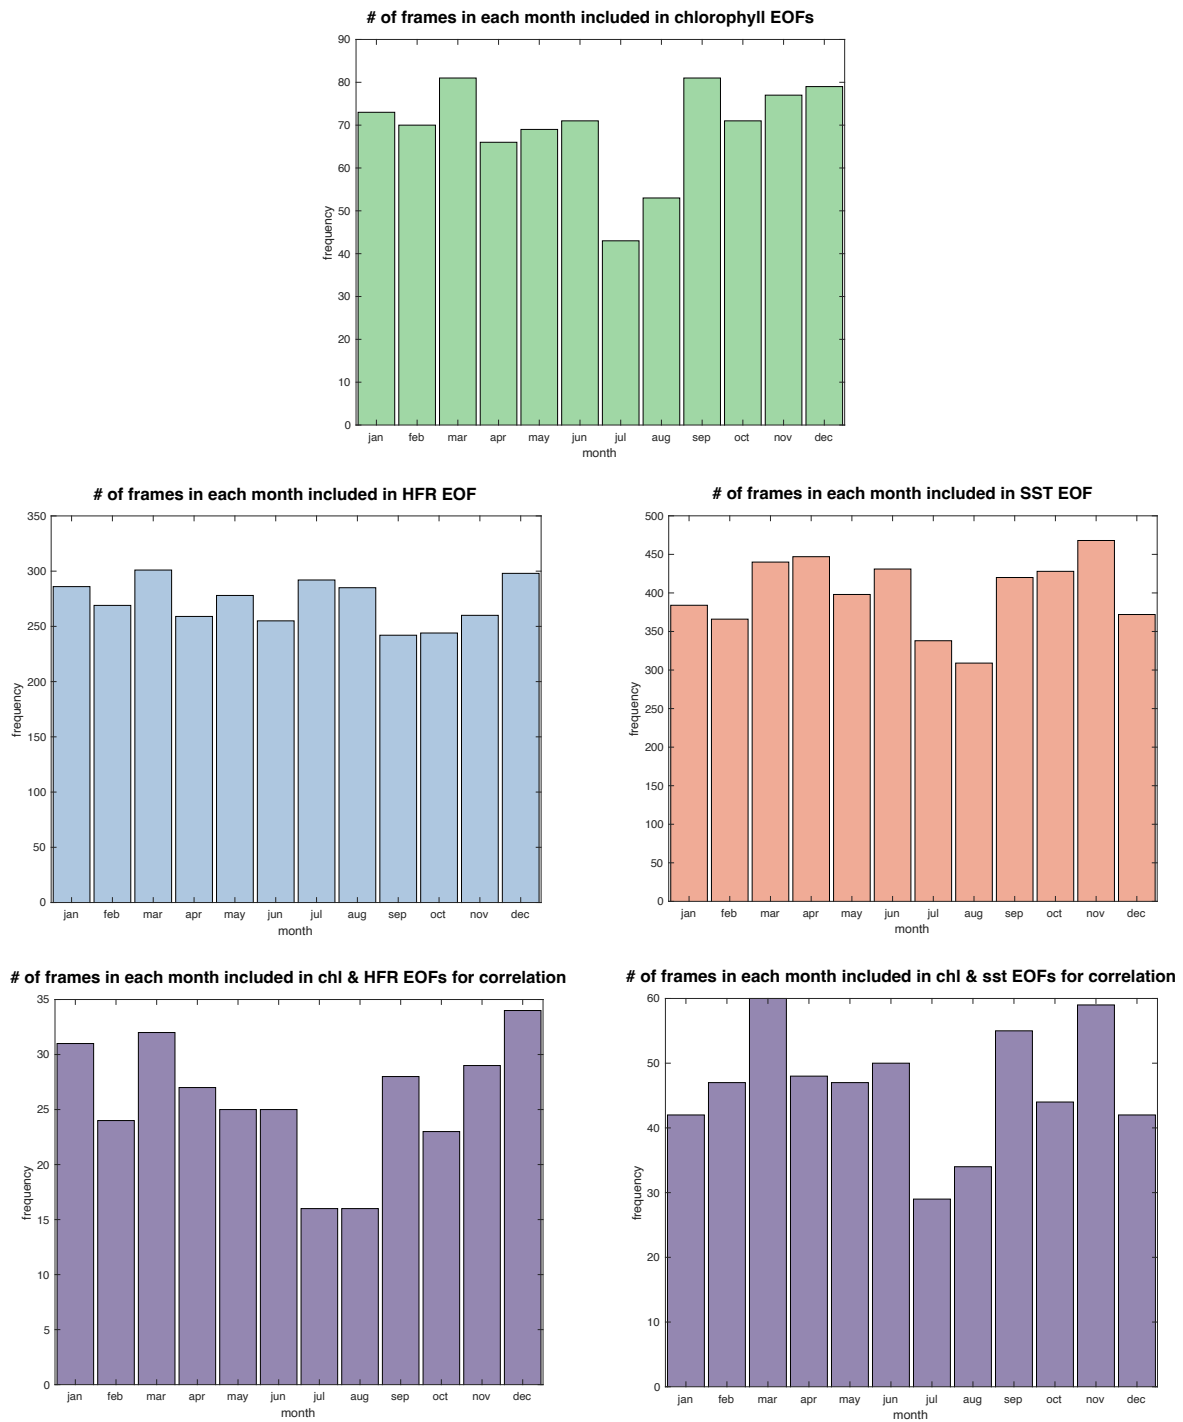 # of frames in each month included in chlorophyll EOFs
90
80
70
60
50
40
30
20
10
0
frequency
jan feb mar apr may jun jul aug sep oct nov dec
month
# of frames in each month included in HFR EOF
350
300
250
200
150
100
50
0
frequency
jan feb mar apr may jun jul aug sep oct nov dec
month
# of frames in each month included in SST EOF
500
450
400
350
300
250
200
150
100
50
0
frequency
jan feb mar apr may jun jul aug sep oct nov dec
month
# of frames in each month included in chl & HFR EOFs for correlation
35
30
25
20
15
10
5
0
frequency
jan feb mar apr may jun jul aug sep oct nov dec
month
# of frames in each month included in chl & sst EOFs for correlation
60
50
40
30
20
10
0
frequency
jan feb mar apr may jun jul aug sep oct nov dec
month